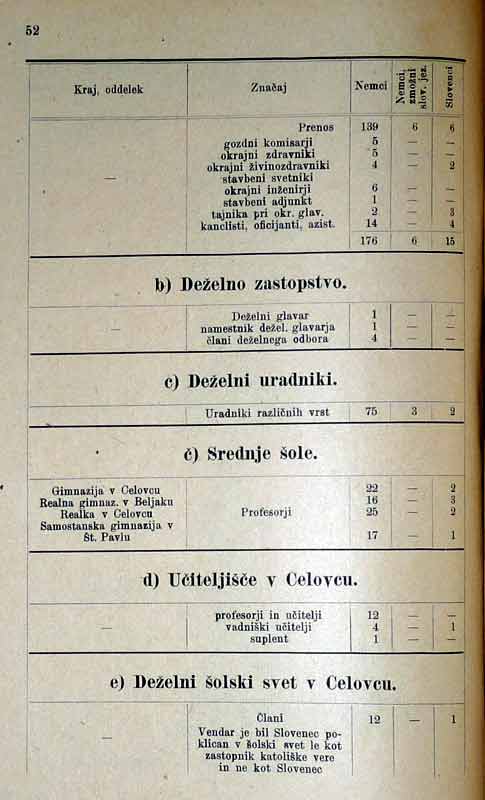 52
Kraj, oddelek Značaj Nemci Nemci, zmožni slov. jez. Slovenci
Prenos 139 6 6
gozdni komisarji 5 — —
okrajni zdravniki 5 — —
okrajni živinozdravniki 4 — 2
— stavbeni svetniki
okrajni inženirji 6 — —
stavbeni adjunkt 1 — —
tajnika pri okr. glav. 2 — 3
kanclisti, oficijanti, azist. 14 — 4
176 6 15
b) Deželno zastopstvo.
Deželni glavar 1 — —
— namestnik dežel. glavarja 1 — —
člani deželnega odbora 4 — —
c) Deželni uradniki.
Uradniki različnih vrst 75 3 2
č) Srednje šole.
Gimnazija v Celovcu 22 — 2
Realna gimnaz. v Beljaku 16 — 3
Realka v Celovcu Profesorji 25 — 2
Samostanska gimnazija v
Št. Pavlu 17 — 1
d) Učiteljišče v Celovcu.
profesorji in učitelji 12 — —
— vadniški učitelji 4 — 1
suplent 1 — —
e) Deželni šolski svet v Celovcu.
Člani 12 — 1
Vendar je bil Slovenec po-
— klican v šolski svet le kot
zastopnik katoliške vere
in ne kot Slovenec